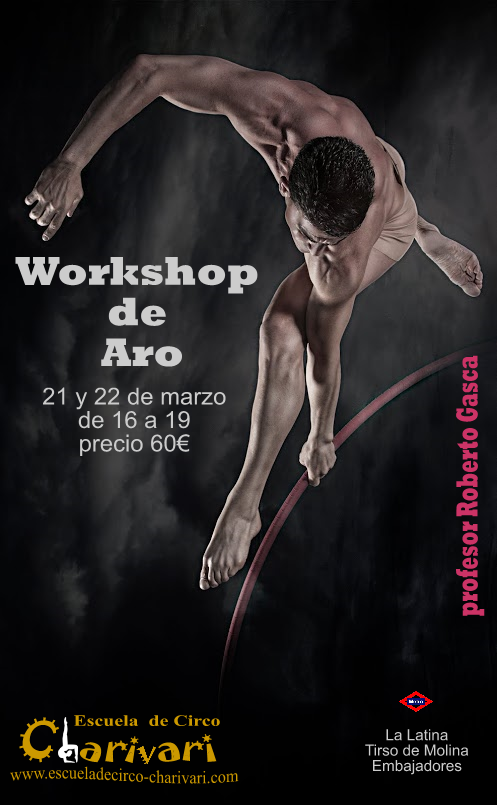 Workshop
de
Aro
21 y 22 de marzo
de 16 a 19
precio 60€
profesor Roberto Gasca
Escuela de Circo
Charivari
www.escueladecirco-charivari.com
Metro
La Latina
Tirso de Molina
Embajadores